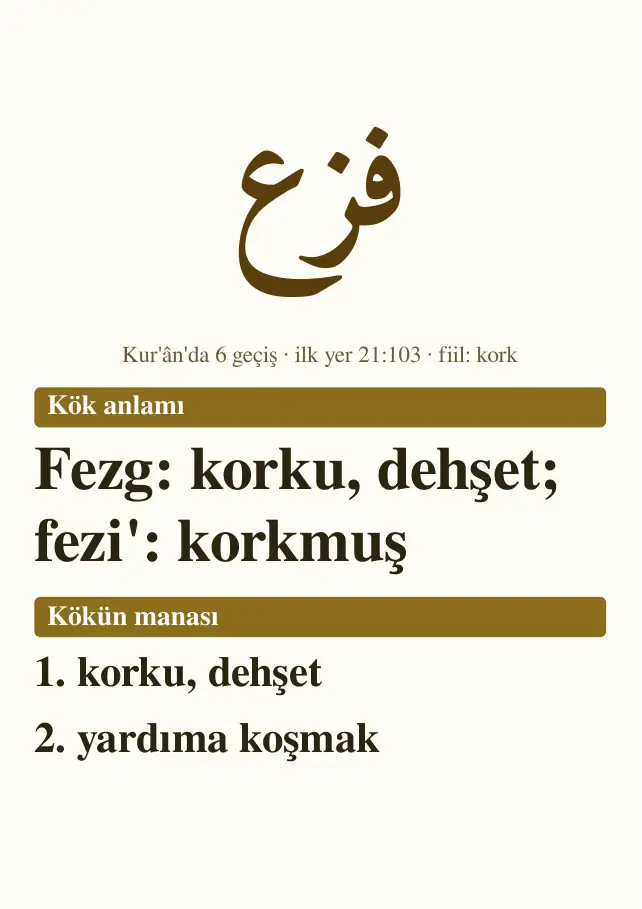 فزع
Kur'ân'da 6 geçiş · ilk yer 21:103 · fiil: kork
Kök anlamı
Fezg: korku, dehşet;
fezi': korkmuş
Kökün manası
1. korku, dehşet
2. yardıma koşmak